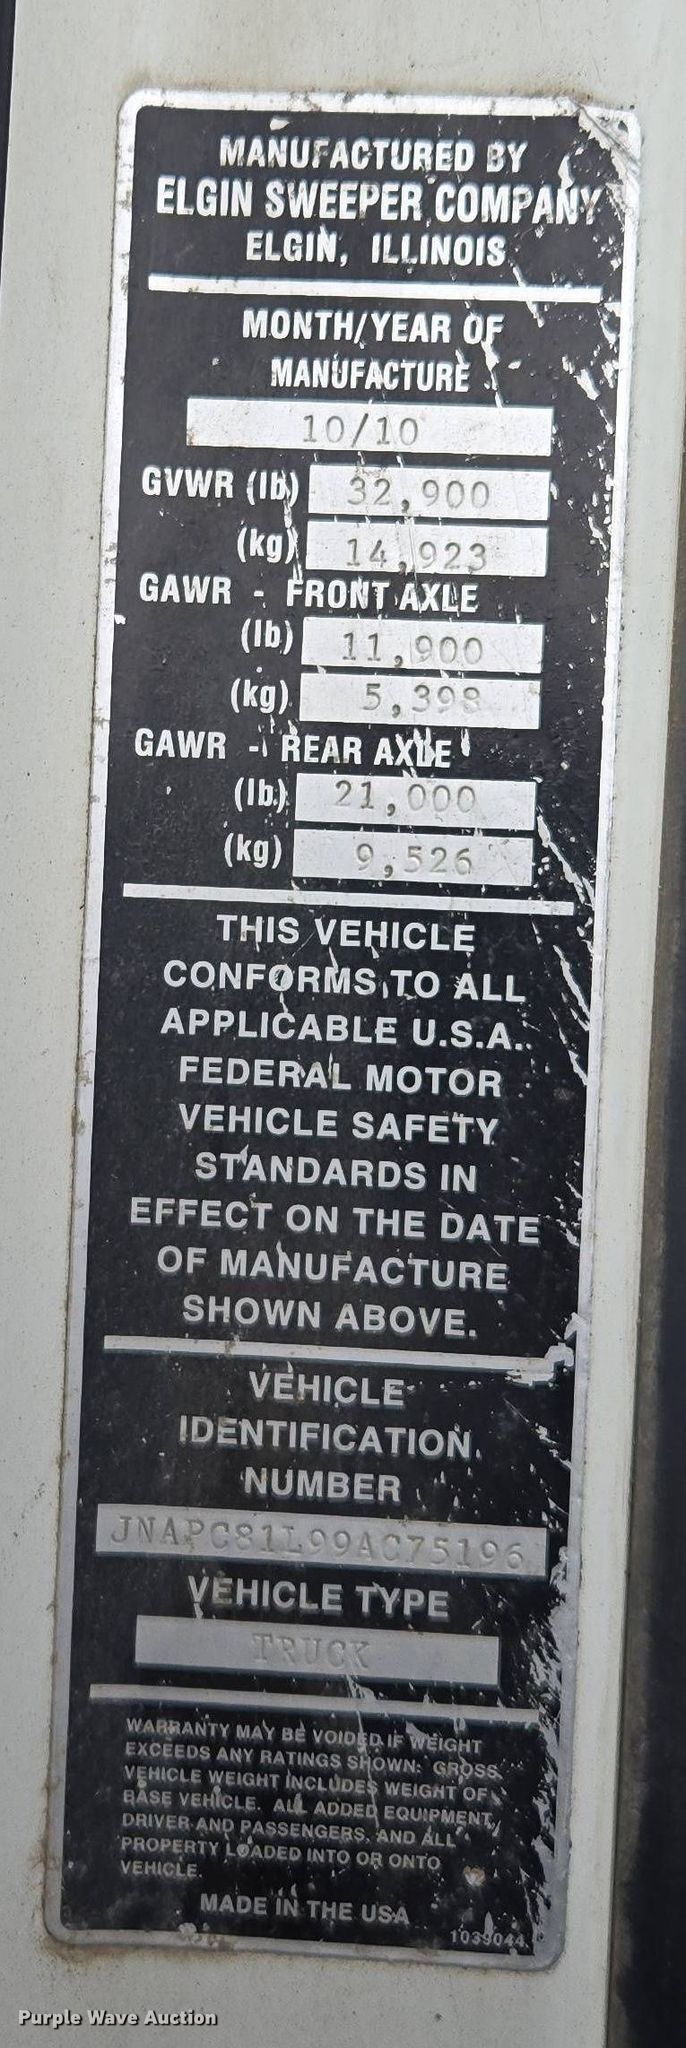 MANUFACTURED BY
ELGIN SWEEPER COMPANY
ELGIN, ILLINOIS
MONTH/YEAR OF
MANUFACTURE
10/10
GVWR (lb) 32,900
(kg) 14,923
GAWR - FRONT AXLE
(lb) 11,900
(kg) 5,398
GAWR - REAR AXLE
(lb) 21,000
(kg) 9,526
THIS VEHICLE
CONFORMS TO ALL
APPLICABLE U.S.A.
FEDERAL MOTOR
VEHICLE SAFETY
STANDARDS IN
EFFECT ON THE DATE
OF MANUFACTURE
SHOWN ABOVE.
VEHICLE
IDENTIFICATION
NUMBER
JNAPC81L99AC75196
VEHICLE TYPE
TRUCK
WARRANTY MAY BE VOIDED IF WEIGHT
EXCEEDS ANY RATINGS SHOWN: GROSS
VEHICLE WEIGHT INCLUDES WEIGHT OF
BASE VEHICLE. ALL ADDED EQUIPMENT,
DRIVER AND PASSENGERS, AND ALL
PROPERTY LOADED INTO OR ONTO
VEHICLE.
MADE IN THE USA
1039044
Purple Wave Auction